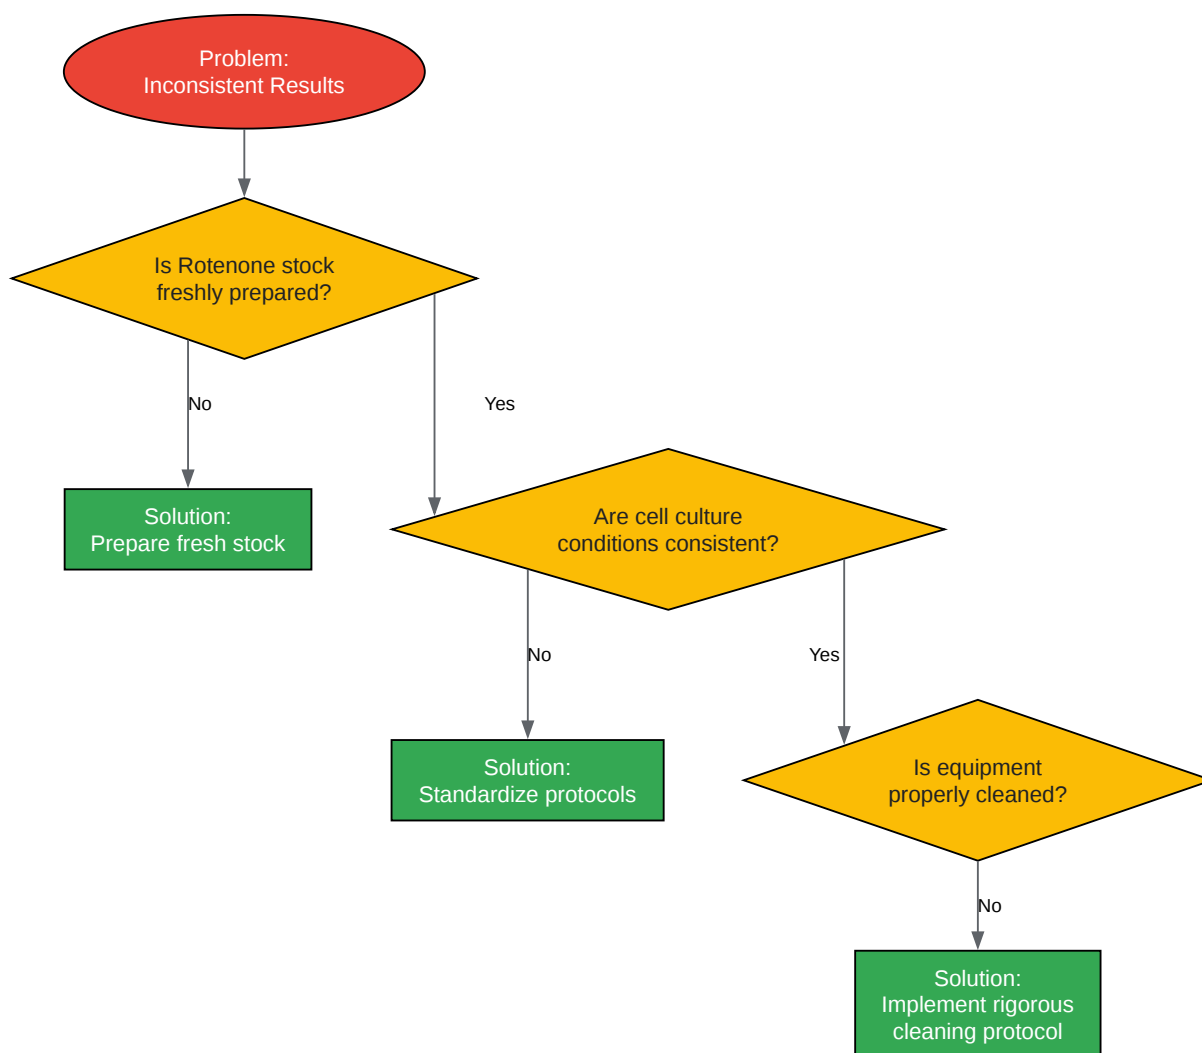 Problem:
Inconsistent Results
Is Rotenone stock
freshly prepared?
No
Yes
Solution:
Prepare fresh stock
Are cell culture
conditions consistent?
No
Yes
Solution:
Standardize protocols
Is equipment
properly cleaned?
No
Solution:
Implement rigorous
cleaning protocol